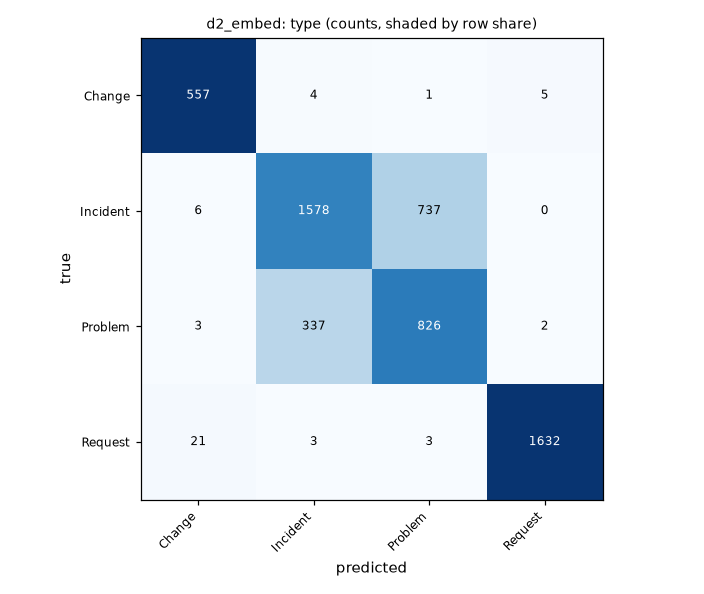 d2_embed: type (counts, shaded by row share)
Change 557 4 1 5
Incident 6 1578 737 0
Problem 3 337 826 2
Request 21 3 3 1632
true
Change Incident Problem Request
predicted